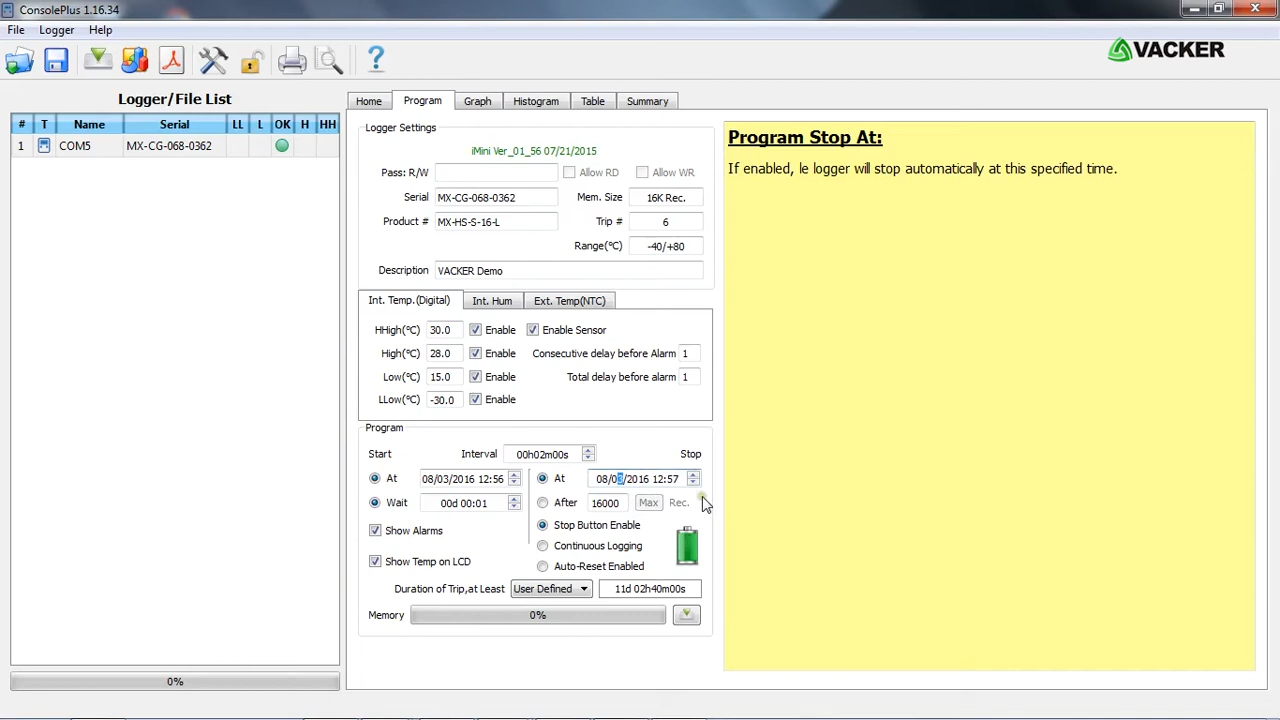 ConsolePlus 1.16.34
File Logger Help
VACKER
Logger/File List
# T Name Serial LL L OK H HH
1 COM5 MX-CG-068-0362
0%
Home Program Graph Histogram Table Summary
Logger Settings
iMini Ver_01_56 07/21/2015
Pass: R/W Allow RD Allow WR
Serial MX-CG-068-0362 Mem. Size 16K Rec.
Product # MX-HS-S-16-L Trip # 6
Range(°C) -40/+80
Description VACKER Demo
Int. Temp.(Digital) Int. Hum Ext. Temp(NTC)
HHigh(°C) 30.0 Enable Enable Sensor
High(°C) 28.0 Enable Consecutive delay before Alarm 1
Low(°C) 15.0 Enable Total delay before alarm 1
LLow(°C) -30.0 Enable
Program
Start Interval 00h02m00s Stop
At 08/03/2016 12:56 At 08/03/2016 12:57
Wait 00d 00:01 After 16000 Max Rec.
Show Alarms Stop Button Enable
Continuous Logging
Show Temp on LCD Auto-Reset Enabled
Duration of Trip,at Least User Defined 11d 02h40m00s
Memory 0%
Program Stop At:
If enabled, le logger will stop automatically at this specified time.